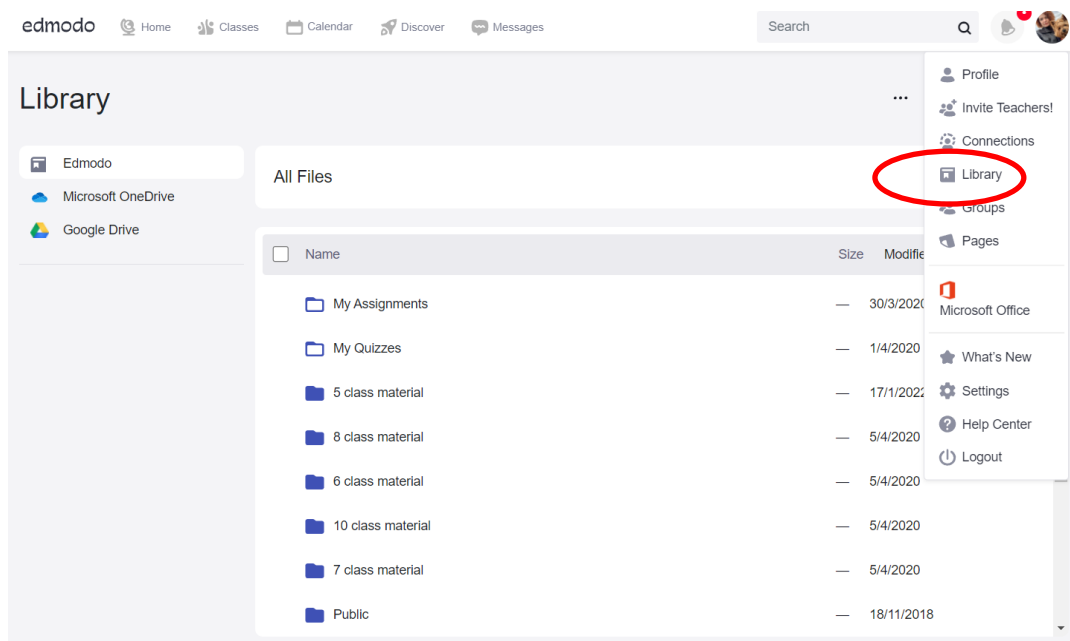 edmodo Home Classes Calendar Discover Messages Search
Library
...
Edmodo
Microsoft OneDrive
Google Drive
All Files
Name Size Modifie
My Assignments — 30/3/2020
My Quizzes — 1/4/2020
5 class material — 17/1/2022
8 class material — 5/4/2020
6 class material — 5/4/2020
10 class material — 5/4/2020
7 class material — 5/4/2020
Public — 18/11/2018
Profile
Invite Teachers!
Connections
Library
Groups
Pages
Microsoft Office
What's New
Settings
Help Center
Logout